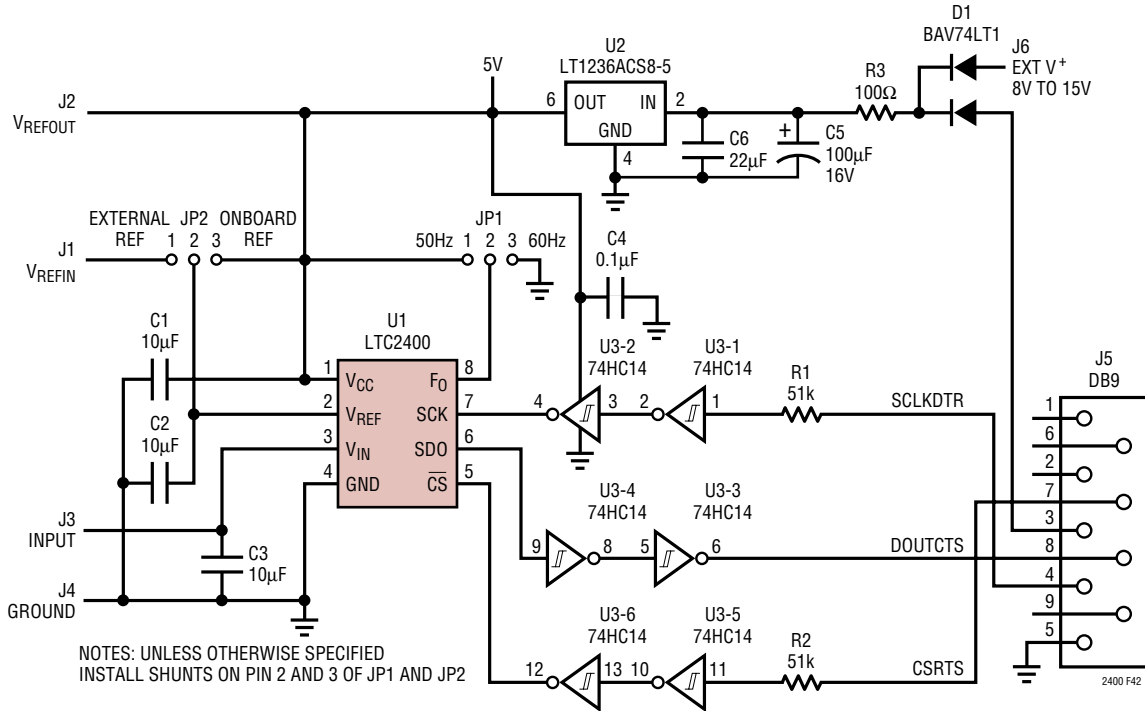 D1
BAV74LT1
J6
EXT V+
8V TO 15V
U2
LT1236ACS8-5
5V
R3
100Ω
J2
VREFOUT
6
OUT
IN
2
GND
4
C6
22µF
+
C5
100µF
16V
EXTERNAL REF
JP2
ONBOARD REF
1 2 3
JP1
50Hz 1 2 3 60Hz
J1
VREFIN
C4
0.1µF
C1
10µF
U1
LTC2400
1
VCC
FO
8
2
VREF
SCK
7
3
VIN
SDO
6
4
GND
CS
5
C2
10µF
U3-2
74HC14
U3-1
74HC14
4
3
2
1
R1
51k
SCLKDTR
J5
DB9
1
6
2
7
3
8
4
9
5
U3-4
74HC14
U3-3
74HC14
9
8
5
6
DOUTCTS
J3
INPUT
C3
10µF
J4
GROUND
U3-6
74HC14
U3-5
74HC14
12
13
10
11
R2
51k
CSRTS
NOTES: UNLESS OTHERWISE SPECIFIED
INSTALL SHUNTS ON PIN 2 AND 3 OF JP1 AND JP2
2400 F42